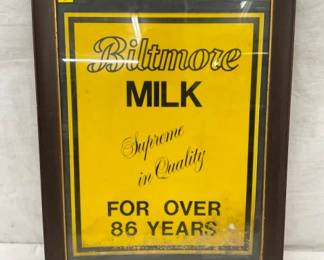 Biltmore
MILK
Supreme
in Quality
FOR OVER
86 YEARS